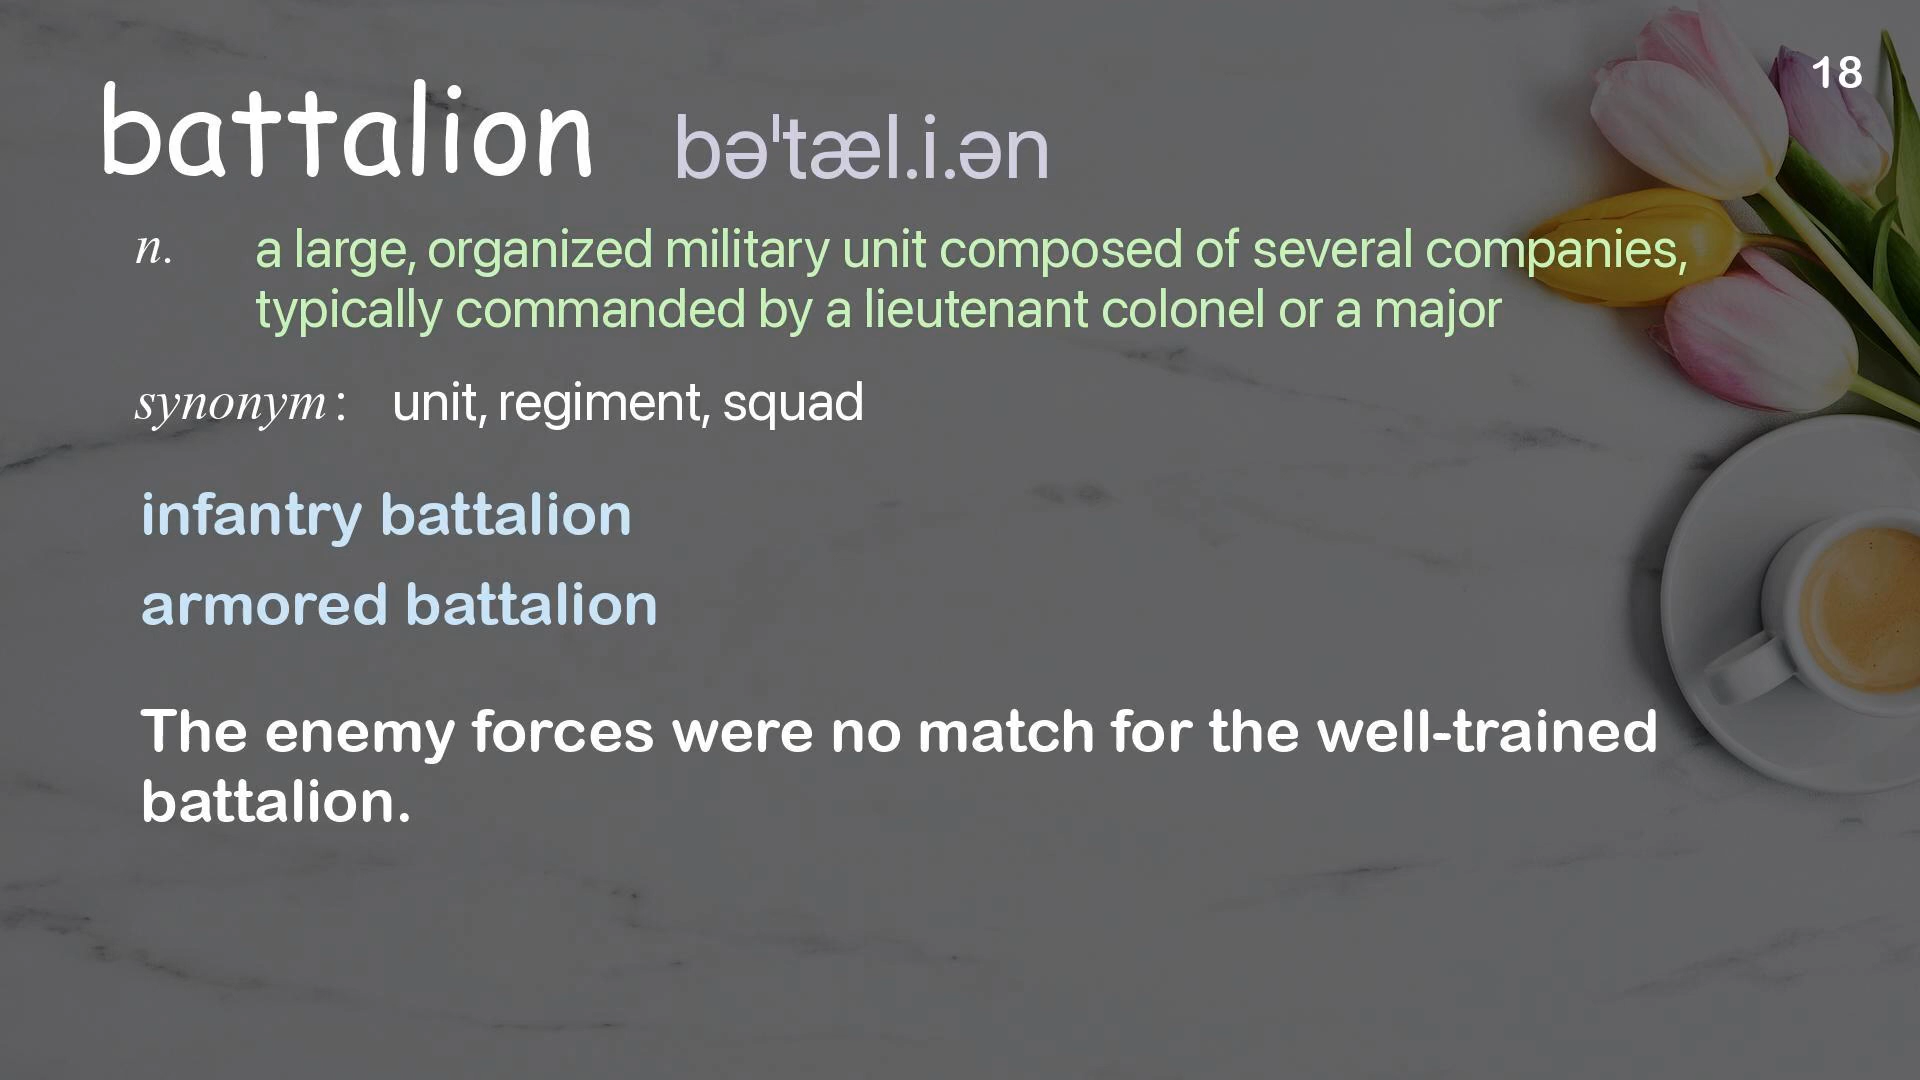 18
battalion bəˈtæl.i.ən
n. a large, organized military unit composed of several companies,
typically commanded by a lieutenant colonel or a major
synonym : unit, regiment, squad
infantry battalion
armored battalion
The enemy forces were no match for the well-trained
battalion.